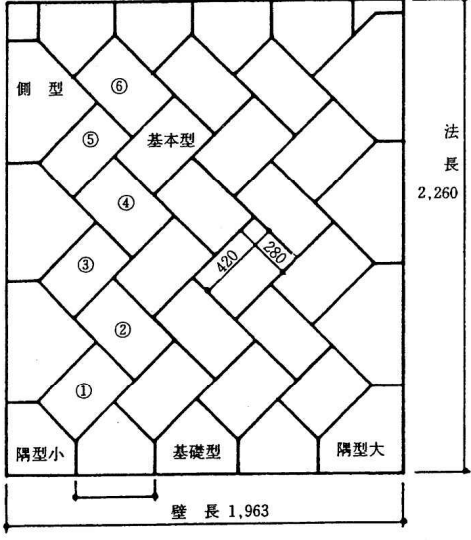 ⑥
側 型
⑤
基本型
法
長
2,260
④
420
280
③
②
①
隅型小
基礎型
隅型大
壁 長 1,963